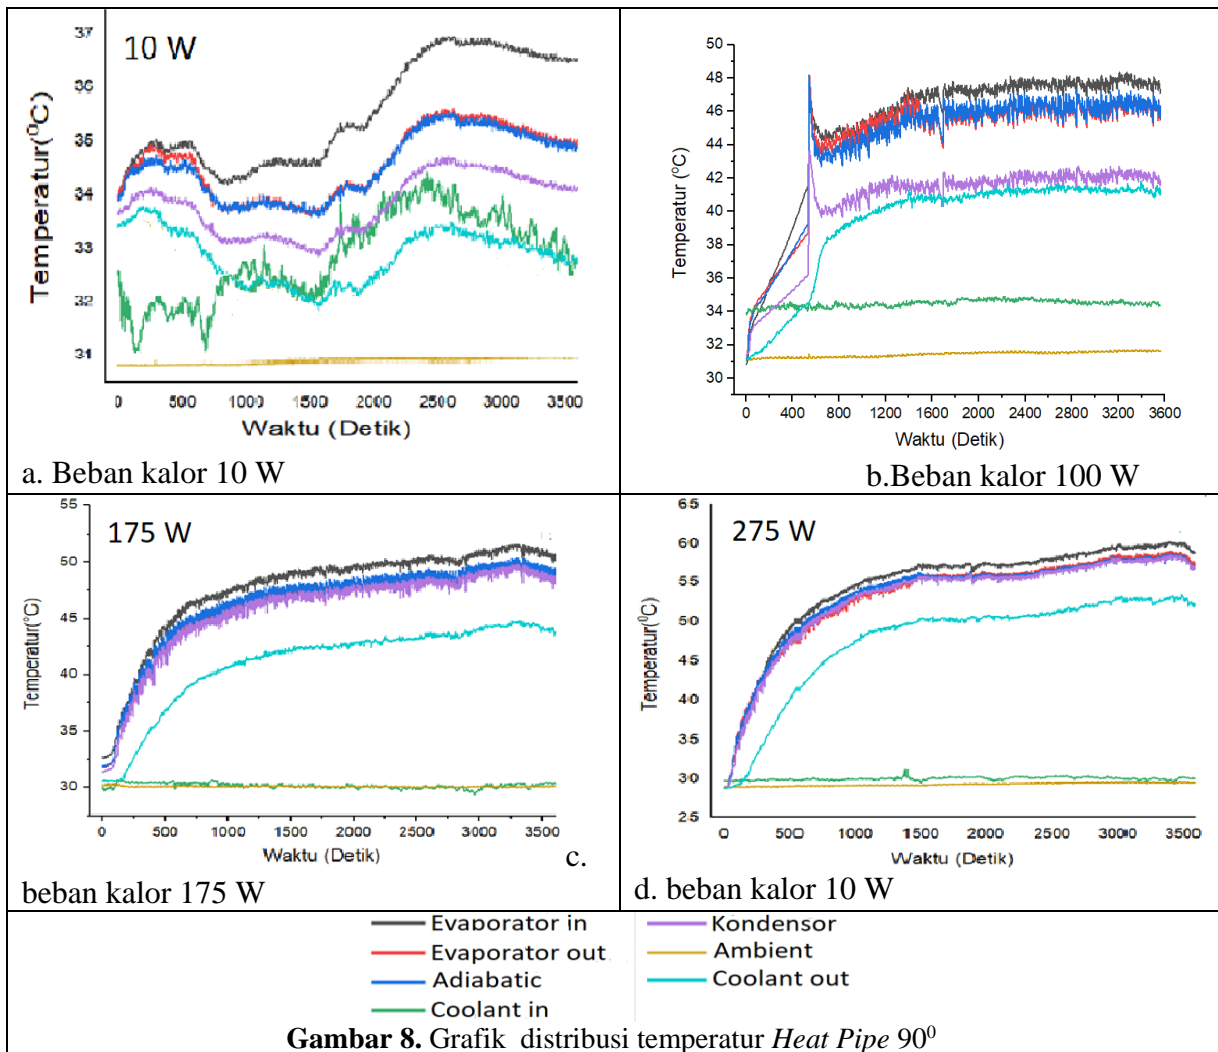 10 W
37
36
35
34
33
32
31
Temperatur(⁰C)
0 500 1000 1500 2000 2500 3000 3500
Waktu (Detik)
a. Beban kalor 10 W
50
48
46
44
42
40
38
36
34
32
30
Temperatur (⁰C)
0 400 800 1200 1600 2000 2400 2800 3200 3600
Waktu (Detik)
b.Beban kalor 100 W
175 W
55
50
45
40
35
30
Temperatur(⁰C)
0 500 1000 1500 2000 2500 3000 3500
Waktu (Detik)
c.
beban kalor 175 W
275 W
65
60
55
50
45
40
35
30
25
Temperatur(⁰C)
0 500 1000 1500 2000 2500 3000 3500
Waktu (Detik)
d. beban kalor 10 W
Evaporator in
Evaporator out
Adiabatic
Coolant in
Kondensor
Ambient
Coolant out
Gambar 8. Grafik distribusi temperatur Heat Pipe 90⁰